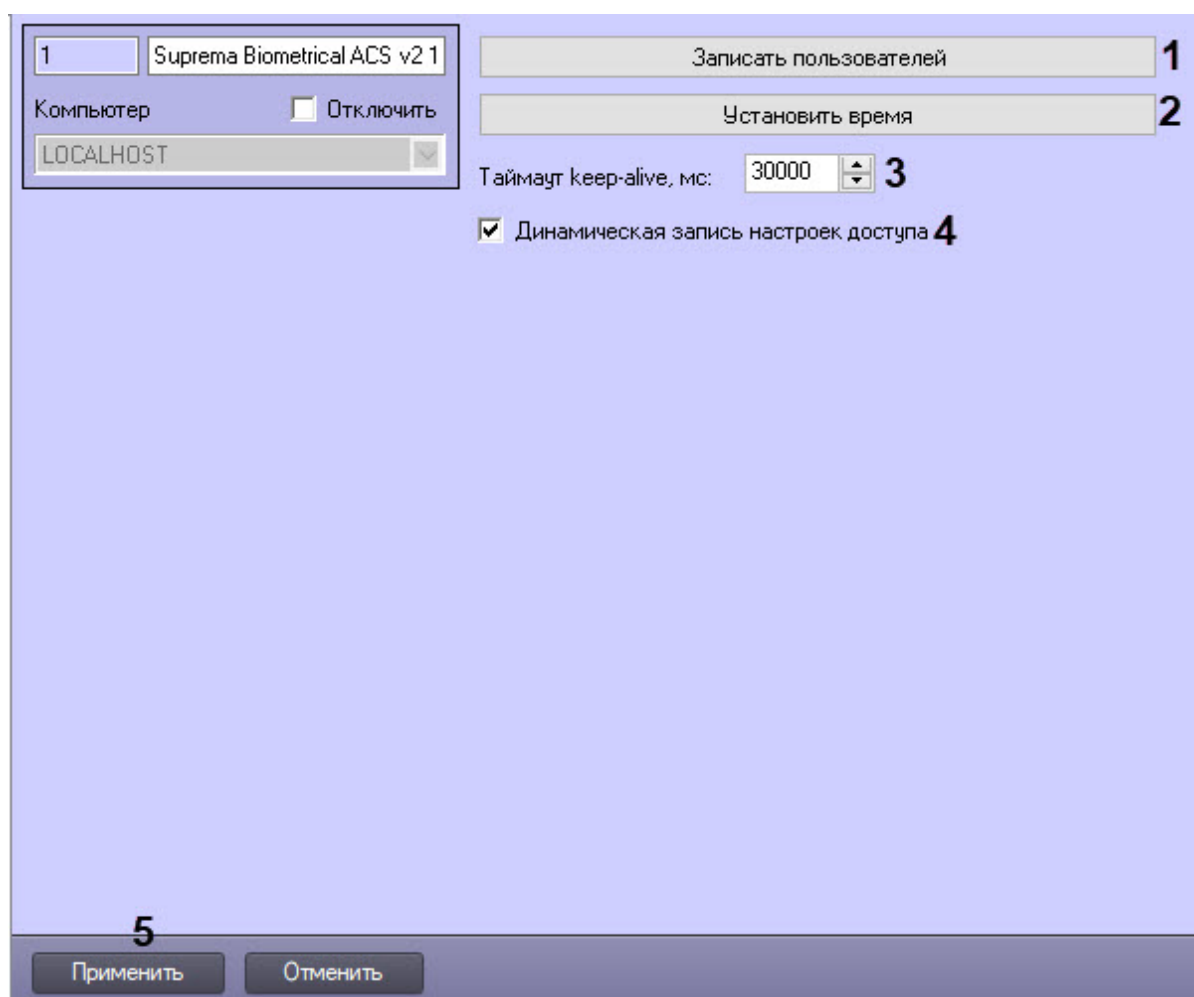 1 Suprema Biometrical ACS v2 1
Компьютер Отключить
LOCALHOST
Записать пользователей 1
Установить время 2
Таймаут keep-alive, мс: 30000 3
Динамическая запись настроек доступа 4
5
Применить Отменить